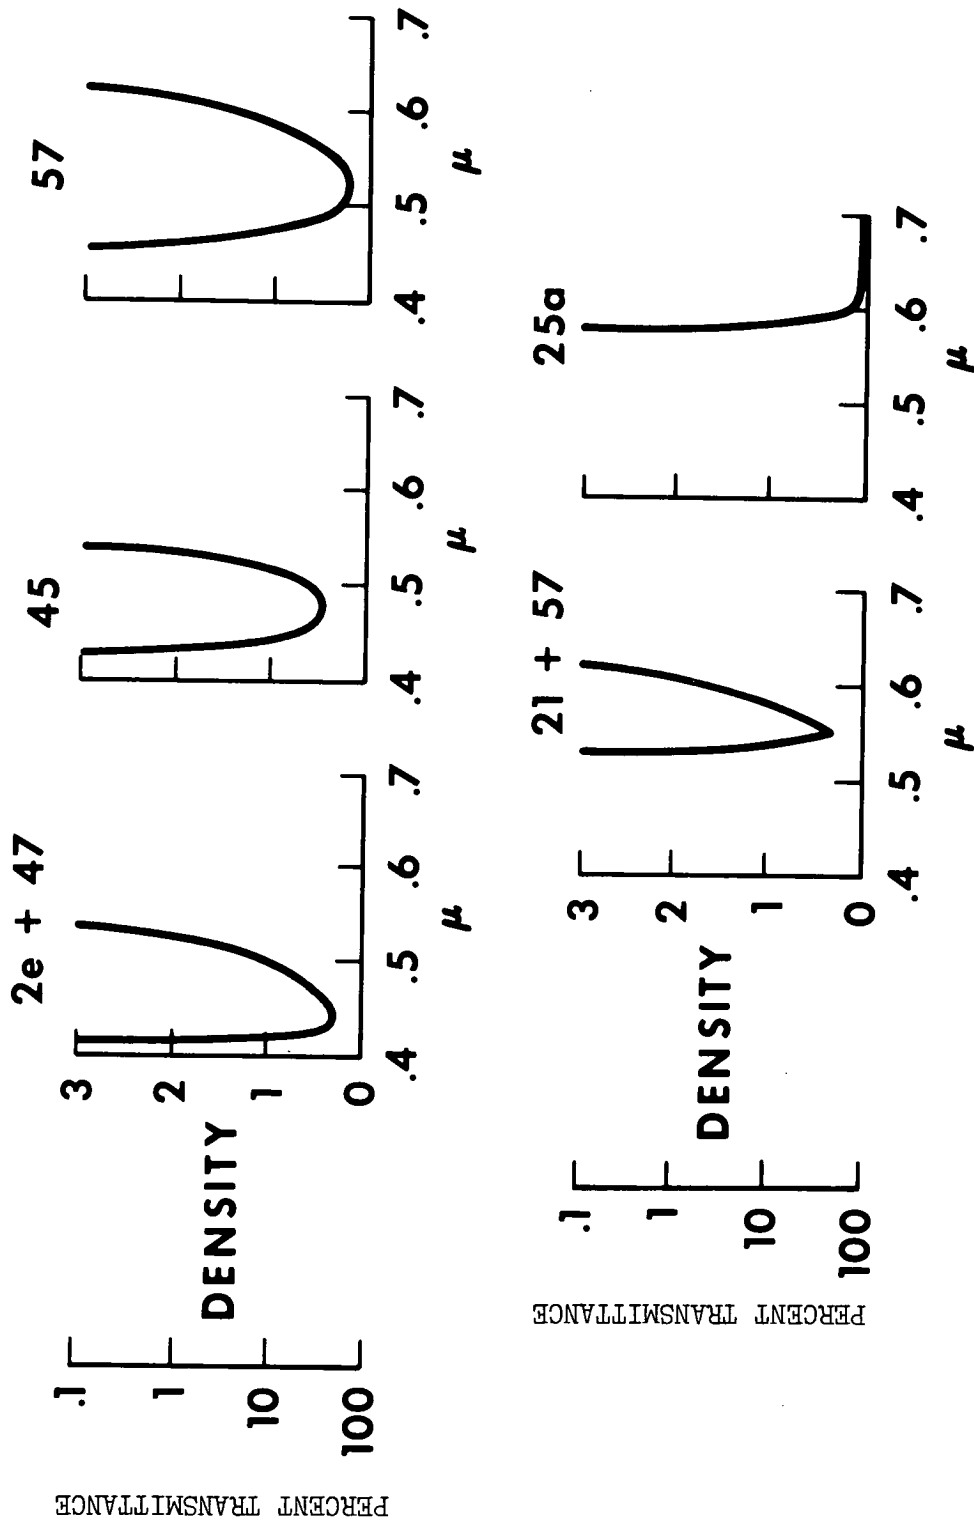 2e + 47
45
57
PERCENT TRANSMITTANCE
.1
1
10
100
DENSITY
3
2
1
0
.4 .5 .6 .7
μ
.4 .5 .6 .7
μ
.4 .5 .6 .7
μ
21 + 57
25a
PERCENT TRANSMITTANCE
.1
1
10
100
DENSITY
3
2
1
0
.4 .5 .6 .7
μ
.4 .5 .6 .7
μ